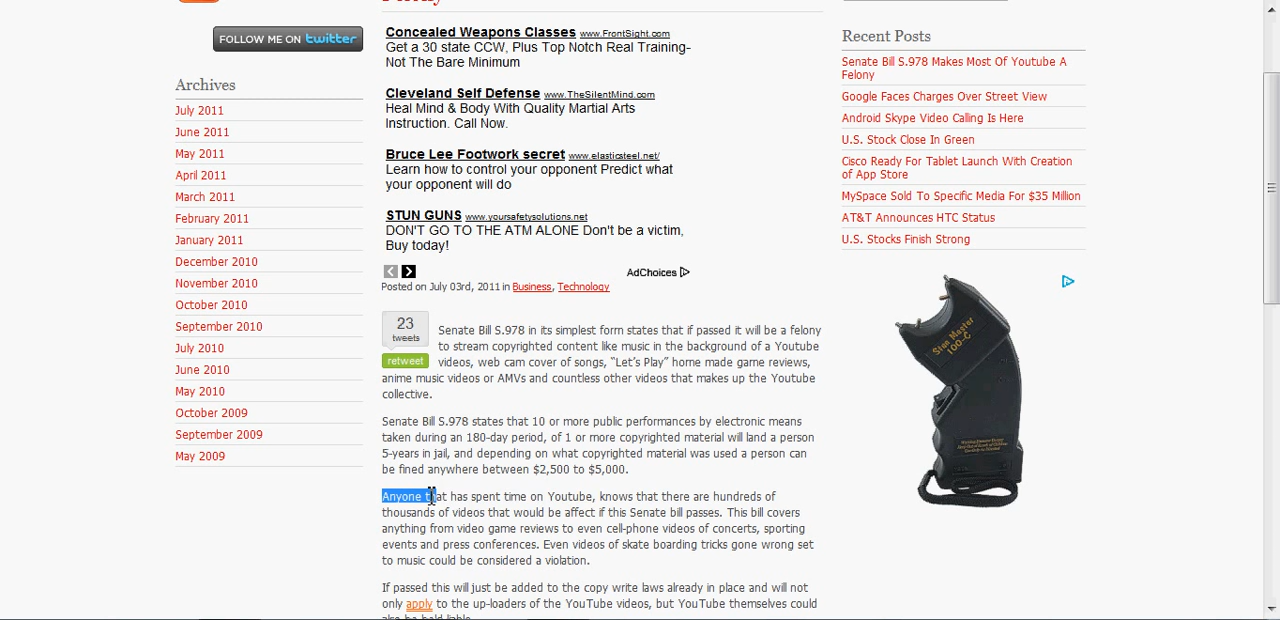 FOLLOW ME ON twitter
Archives
July 2011
June 2011
May 2011
April 2011
March 2011
February 2011
January 2011
December 2010
November 2010
October 2010
September 2010
July 2010
June 2010
May 2010
October 2009
September 2009
May 2009
Concealed Weapons Classes www.FrontSight.com
Get a 30 state CCW, Plus Top Notch Real Training-
Not The Bare Minimum
Cleveland Self Defense www.TheSilentMind.com
Heal Mind & Body With Quality Martial Arts
Instruction. Call Now.
Bruce Lee Footwork secret www.elasticsteel.net/
Learn how to control your opponent Predict what
your opponent will do
STUN GUNS www.yoursafetysolutions.net
DON'T GO TO THE ATM ALONE Don't be a victim,
Buy today!
AdChoices
Posted on July 03rd, 2011 in Business, Technology
23
tweets
retweet
Senate Bill S.978 in its simplest form states that if passed it will be a felony
to stream copyrighted content like music in the background of a Youtube
videos, web cam cover of songs, “Let’s Play” home made game reviews,
anime music videos or AMVs and countless other videos that makes up the Youtube
collective.
Senate Bill S.978 states that 10 or more public performances by electronic means
taken during an 180-day period, of 1 or more copyrighted material will land a person
5-years in jail, and depending on what copyrighted material was used a person can
be fined anywhere between $2,500 to $5,000.
Anyone that has spent time on Youtube, knows that there are hundreds of
thousands of videos that would be affect if this Senate bill passes. This bill covers
anything from video game reviews to even cell-phone videos of concerts, sporting
events and press conferences. Even videos of skate boarding tricks gone wrong set
to music could be considered a violation.
If passed this will just be added to the copy write laws already in place and will not
only apply to the up-loaders of the YouTube videos, but YouTube themselves could
also be held liable
Recent Posts
Senate Bill S.978 Makes Most Of Youtube A
Felony
Google Faces Charges Over Street View
Android Skype Video Calling Is Here
U.S. Stock Close In Green
Cisco Ready For Tablet Launch With Creation
of App Store
MySpace Sold To Specific Media For $35 Million
AT&T Announces HTC Status
U.S. Stocks Finish Strong
Stun Master
100-C